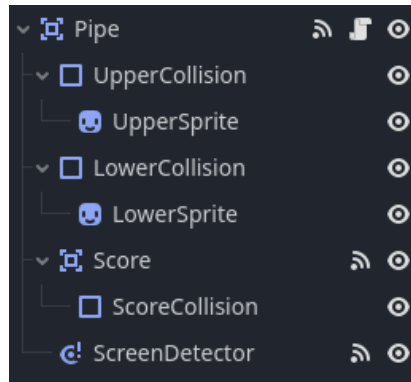 Pipe
UpperCollision
UpperSprite
LowerCollision
LowerSprite
Score
ScoreCollision
ScreenDetector